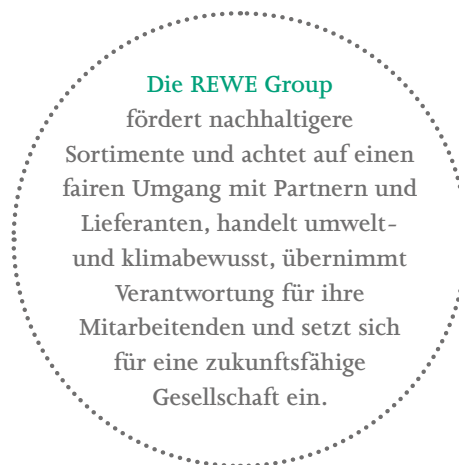 Die REWE Group
fördert nachhaltigere
Sortimente und achtet auf einen
fairen Umgang mit Partnern und
Lieferanten, handelt umwelt-
und klimabewusst, übernimmt
Verantwortung für ihre
Mitarbeitenden und setzt sich
für eine zukunftsfähige
Gesellschaft ein.